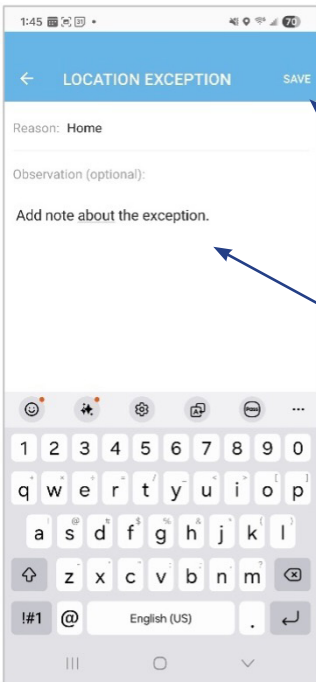 1:45
70
LOCATION EXCEPTION SAVE
Reason: Home
Observation (optional):
Add note about the exception.
1 2 3 4 5 6 7 8 9 0
q w e r t y u i o p
a s d f g h j k l
z x c v b n m
!#1 @ English (US) .